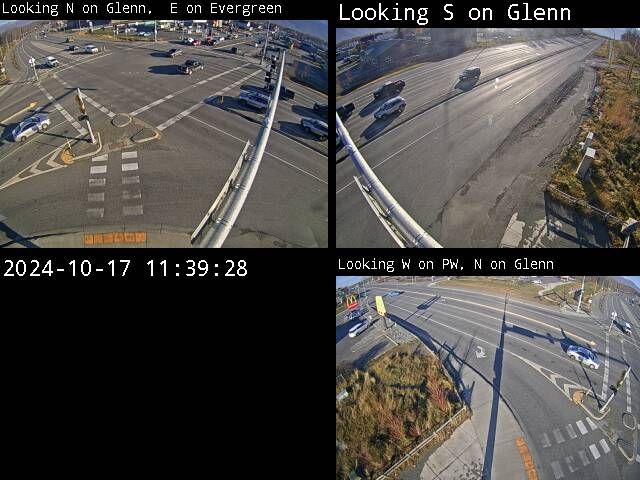 Looking N on Glenn, E on Evergreen
Looking S on Glenn
2024-10-17 11:39:28
Looking W on PW, N on Glenn